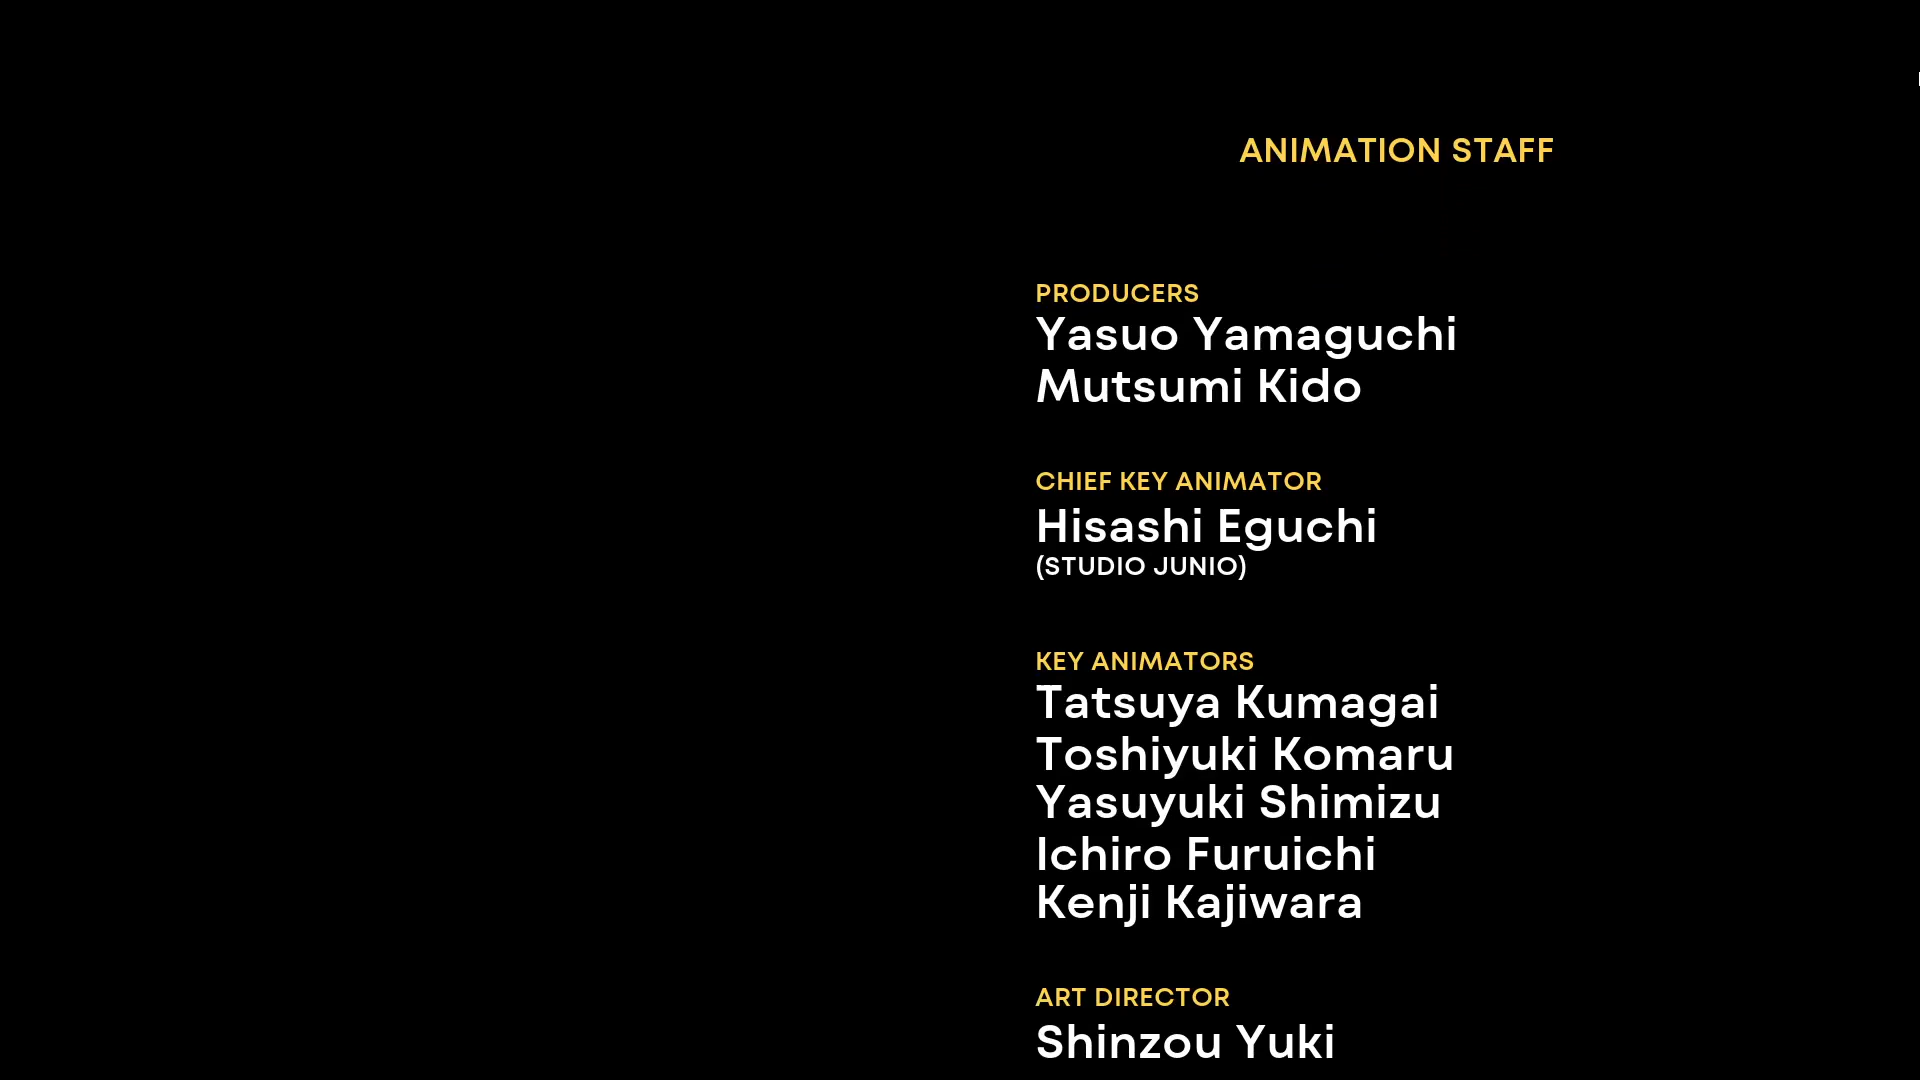 ANIMATION STAFF
PRODUCERS
Yasuo Yamaguchi
Mutsumi Kido
CHIEF KEY ANIMATOR
Hisashi Eguchi
(STUDIO JUNIO)
KEY ANIMATORS
Tatsuya Kumagai
Toshiyuki Komaru
Yasuyuki Shimizu
Ichiro Furuichi
Kenji Kajiwara
ART DIRECTOR
Shinzou Yuki